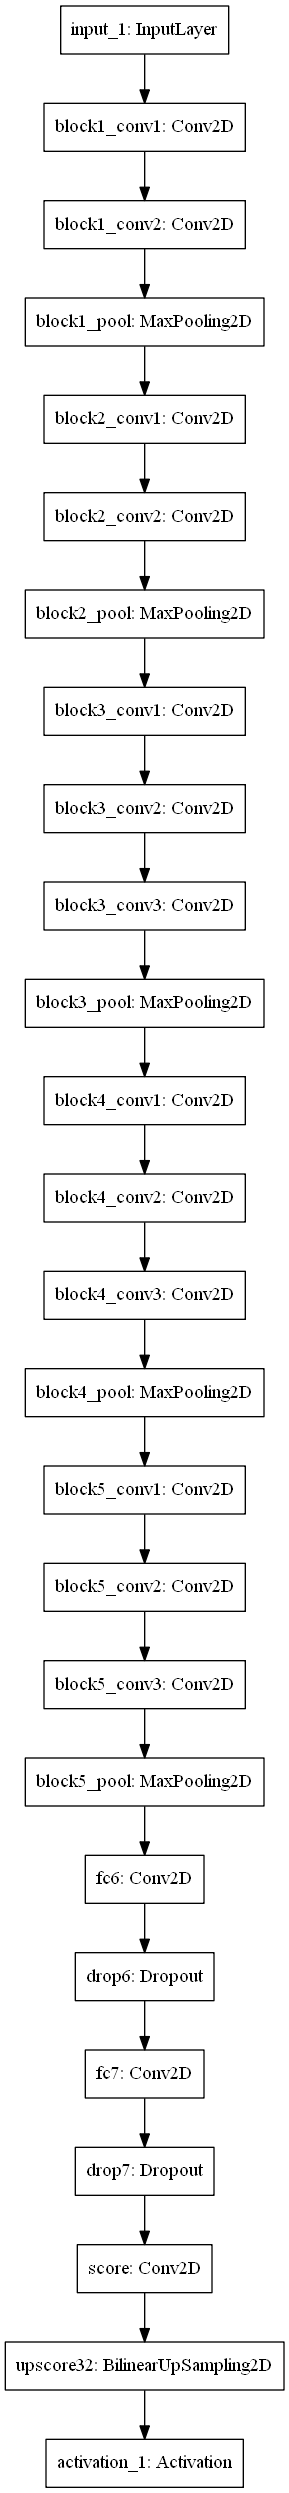 input_1: InputLayer
block1_conv1: Conv2D
block1_conv2: Conv2D
block1_pool: MaxPooling2D
block2_conv1: Conv2D
block2_conv2: Conv2D
block2_pool: MaxPooling2D
block3_conv1: Conv2D
block3_conv2: Conv2D
block3_conv3: Conv2D
block3_pool: MaxPooling2D
block4_conv1: Conv2D
block4_conv2: Conv2D
block4_conv3: Conv2D
block4_pool: MaxPooling2D
block5_conv1: Conv2D
block5_conv2: Conv2D
block5_conv3: Conv2D
block5_pool: MaxPooling2D
fc6: Conv2D
drop6: Dropout
fc7: Conv2D
drop7: Dropout
score: Conv2D
upscore32: BilinearUpSampling2D
activation_1: Activation